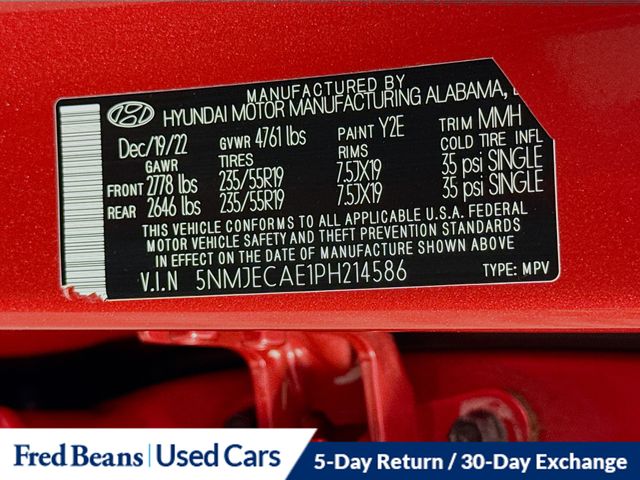 MANUFACTURED BY
HYUNDAI MOTOR MANUFACTURING ALABAMA,
Dec/19/22 GVWR 4761 lbs PAINT Y2E TRIM MMH
GAWR TIRES RIMS COLD TIRE INFL
FRONT 2778 lbs 235/55R19 7.5JX19 35 psi SINGLE
REAR 2646 lbs 235/55R19 7.5JX19 35 psi SINGLE
THIS VEHICLE CONFORMS TO ALL APPLICABLE U.S.A. FEDERAL
MOTOR VEHICLE SAFETY AND THEFT PREVENTION STANDARDS
IN EFFECT ON THE DATE OF MANUFACTURE SHOWN ABOVE
V.I.N 5NMJECAE1PH214586 TYPE: MPV
Fred Beans | Used Cars 5-Day Return / 30-Day Exchange